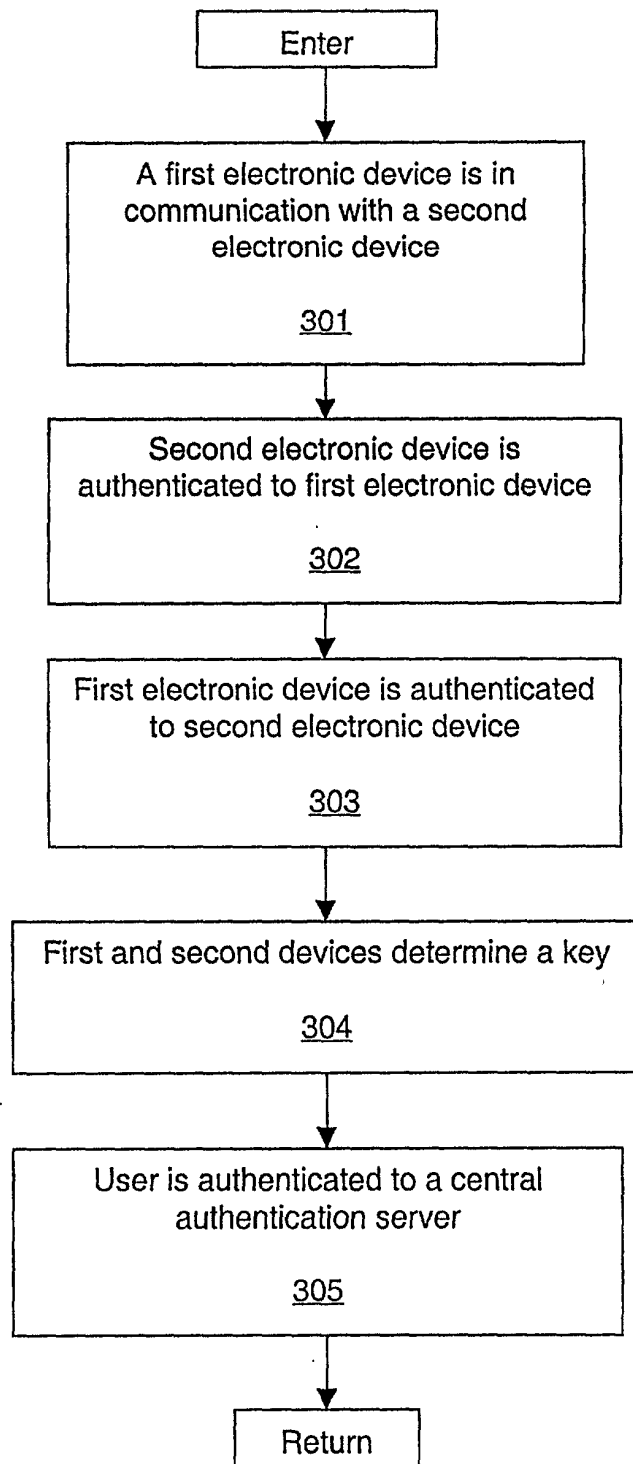 Enter
A first electronic device is in
communication with a second
electronic device
301
Second electronic device is
authenticated to first electronic device
302
First electronic device is authenticated
to second electronic device
303
First and second devices determine a key
304
User is authenticated to a central
authentication server
305
Return